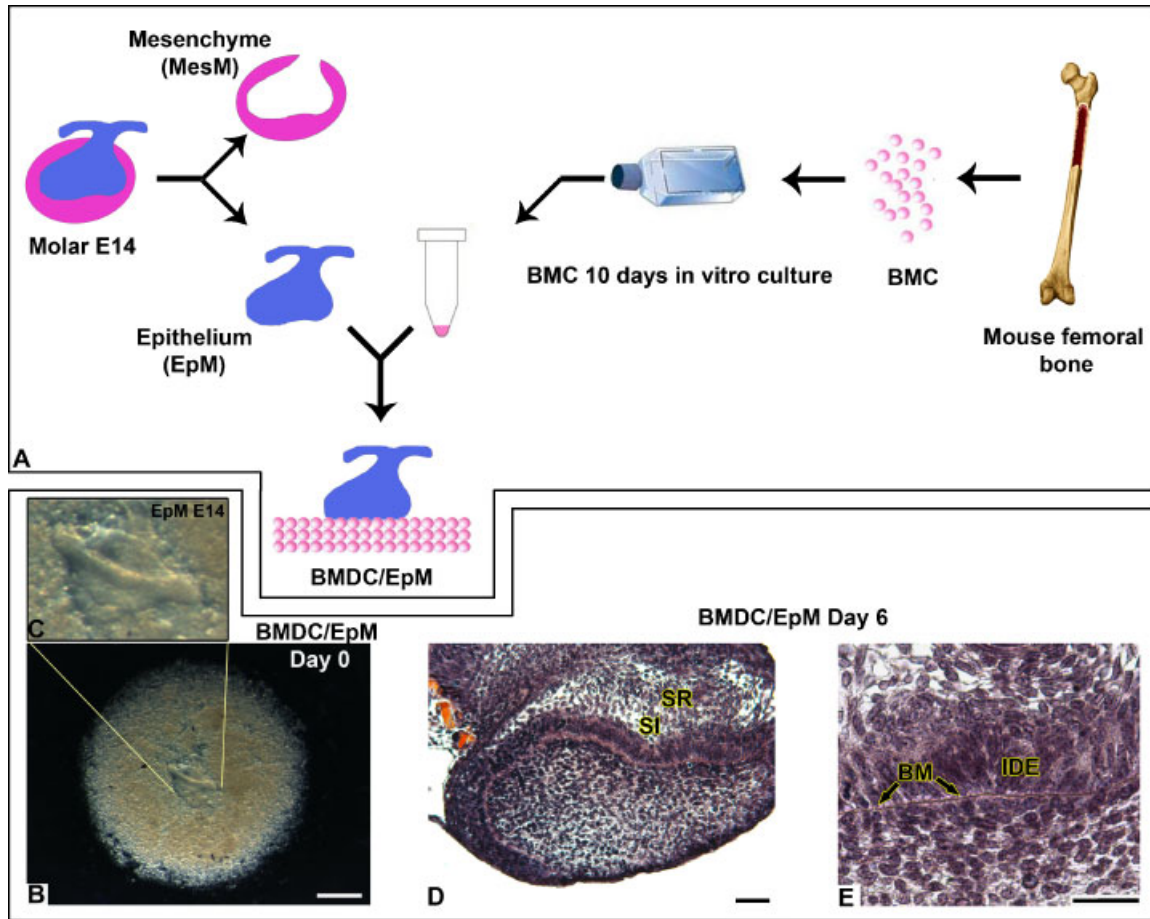 Mesenchyme
(MesM)
Molar E14
Epithelium
(EpM)
BMC 10 days in vitro culture
BMC
Mouse femoral
bone
A
BMDC/EpM
EpM E14
C
BMDC/EpM
Day 0
B
BMDC/EpM Day 6
SR
SI
D
BM
IDE
E